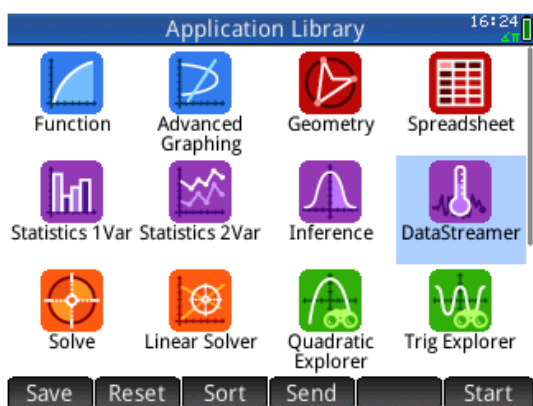 Application Library
16:24
∡π
Function
Advanced Graphing
Geometry
Spreadsheet
Statistics 1Var
Statistics 2Var
Inference
DataStreamer
Solve
Linear Solver
Quadratic Explorer
Trig Explorer
Save
Reset
Sort
Send
Start